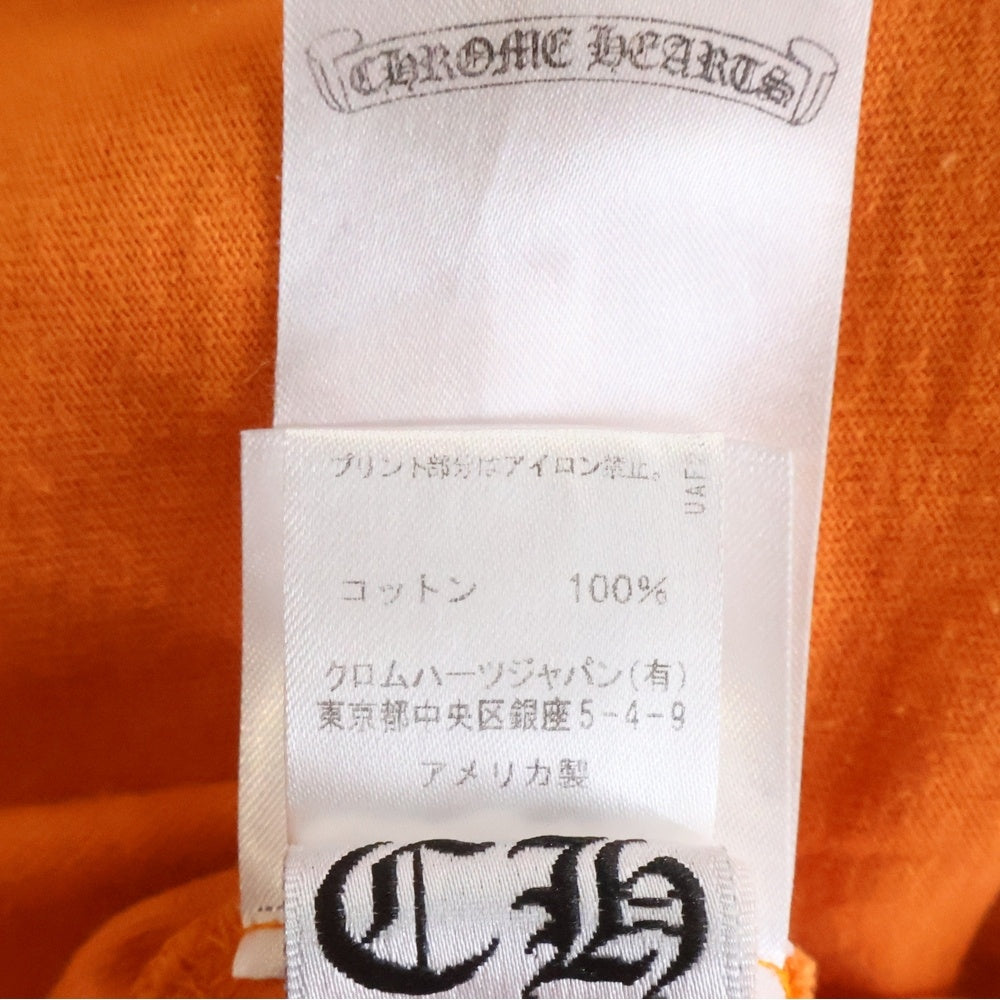 CHROME HEARTS
プリント部分はアイロン禁止。
コットン 100%
クロムハーツジャパン(有)
東京都中央区銀座5-4-9
アメリカ製
CH